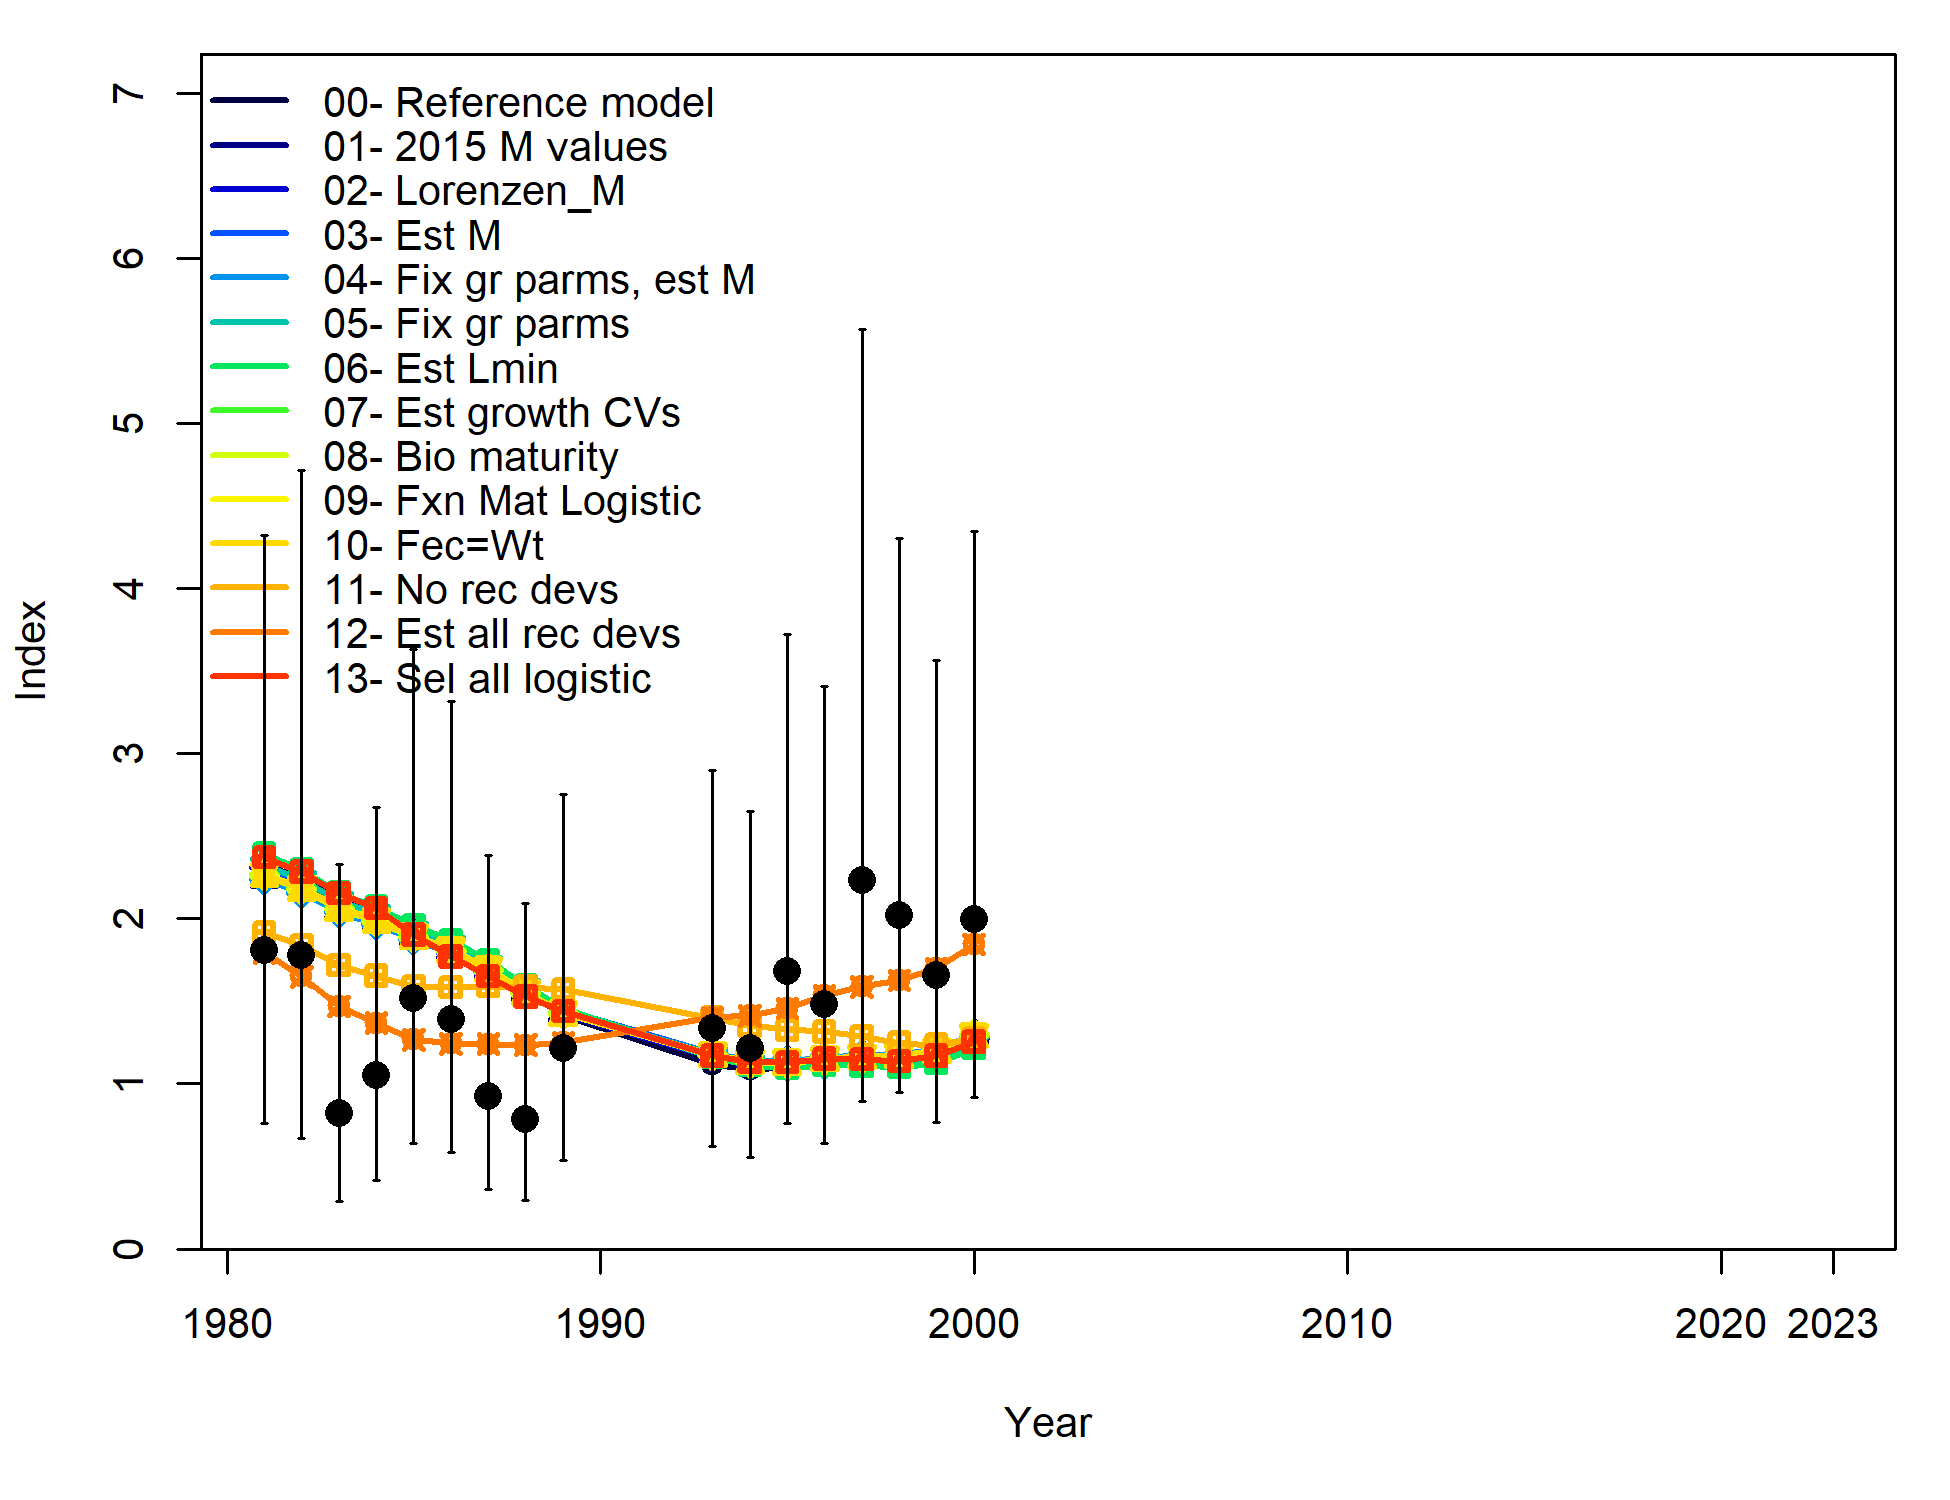 7
6
5
4
3
2
1
0
Index
00- Reference model
01- 2015 M values
02- Lorenzen_M
03- Est M
04- Fix gr parms, est M
05- Fix gr parms
06- Est Lmin
07- Est growth CVs
08- Bio maturity
09- Fxn Mat Logistic
10- Fec=Wt
11- No rec devs
12- Est all rec devs
13- Sel all logistic
1980 1990 2000 2010 2020 2023
Year